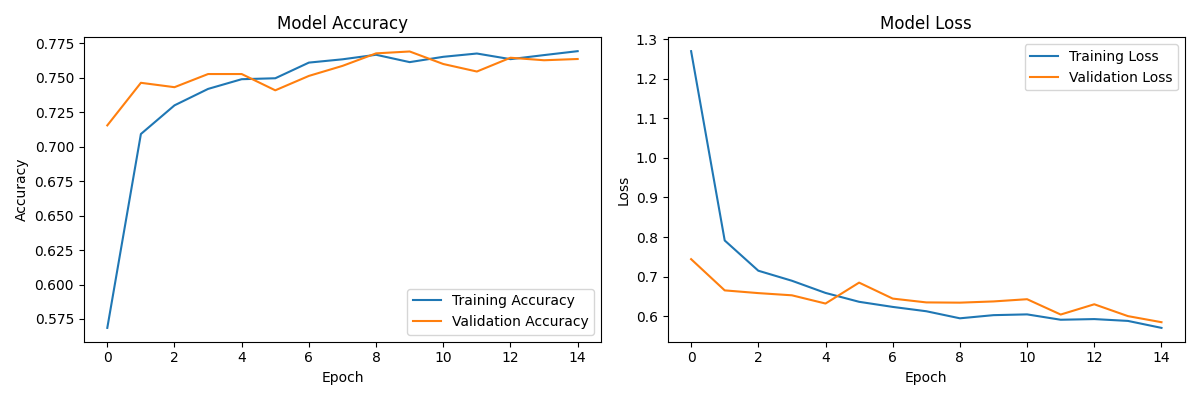 Model Accuracy
Accuracy
0.775
0.750
0.725
0.700
0.675
0.650
0.625
0.600
0.575
Training Accuracy
Validation Accuracy
0 2 4 6 8 10 12 14
Epoch
Model Loss
Loss
1.3
1.2
1.1
1.0
0.9
0.8
0.7
0.6
Training Loss
Validation Loss
0 2 4 6 8 10 12 14
Epoch